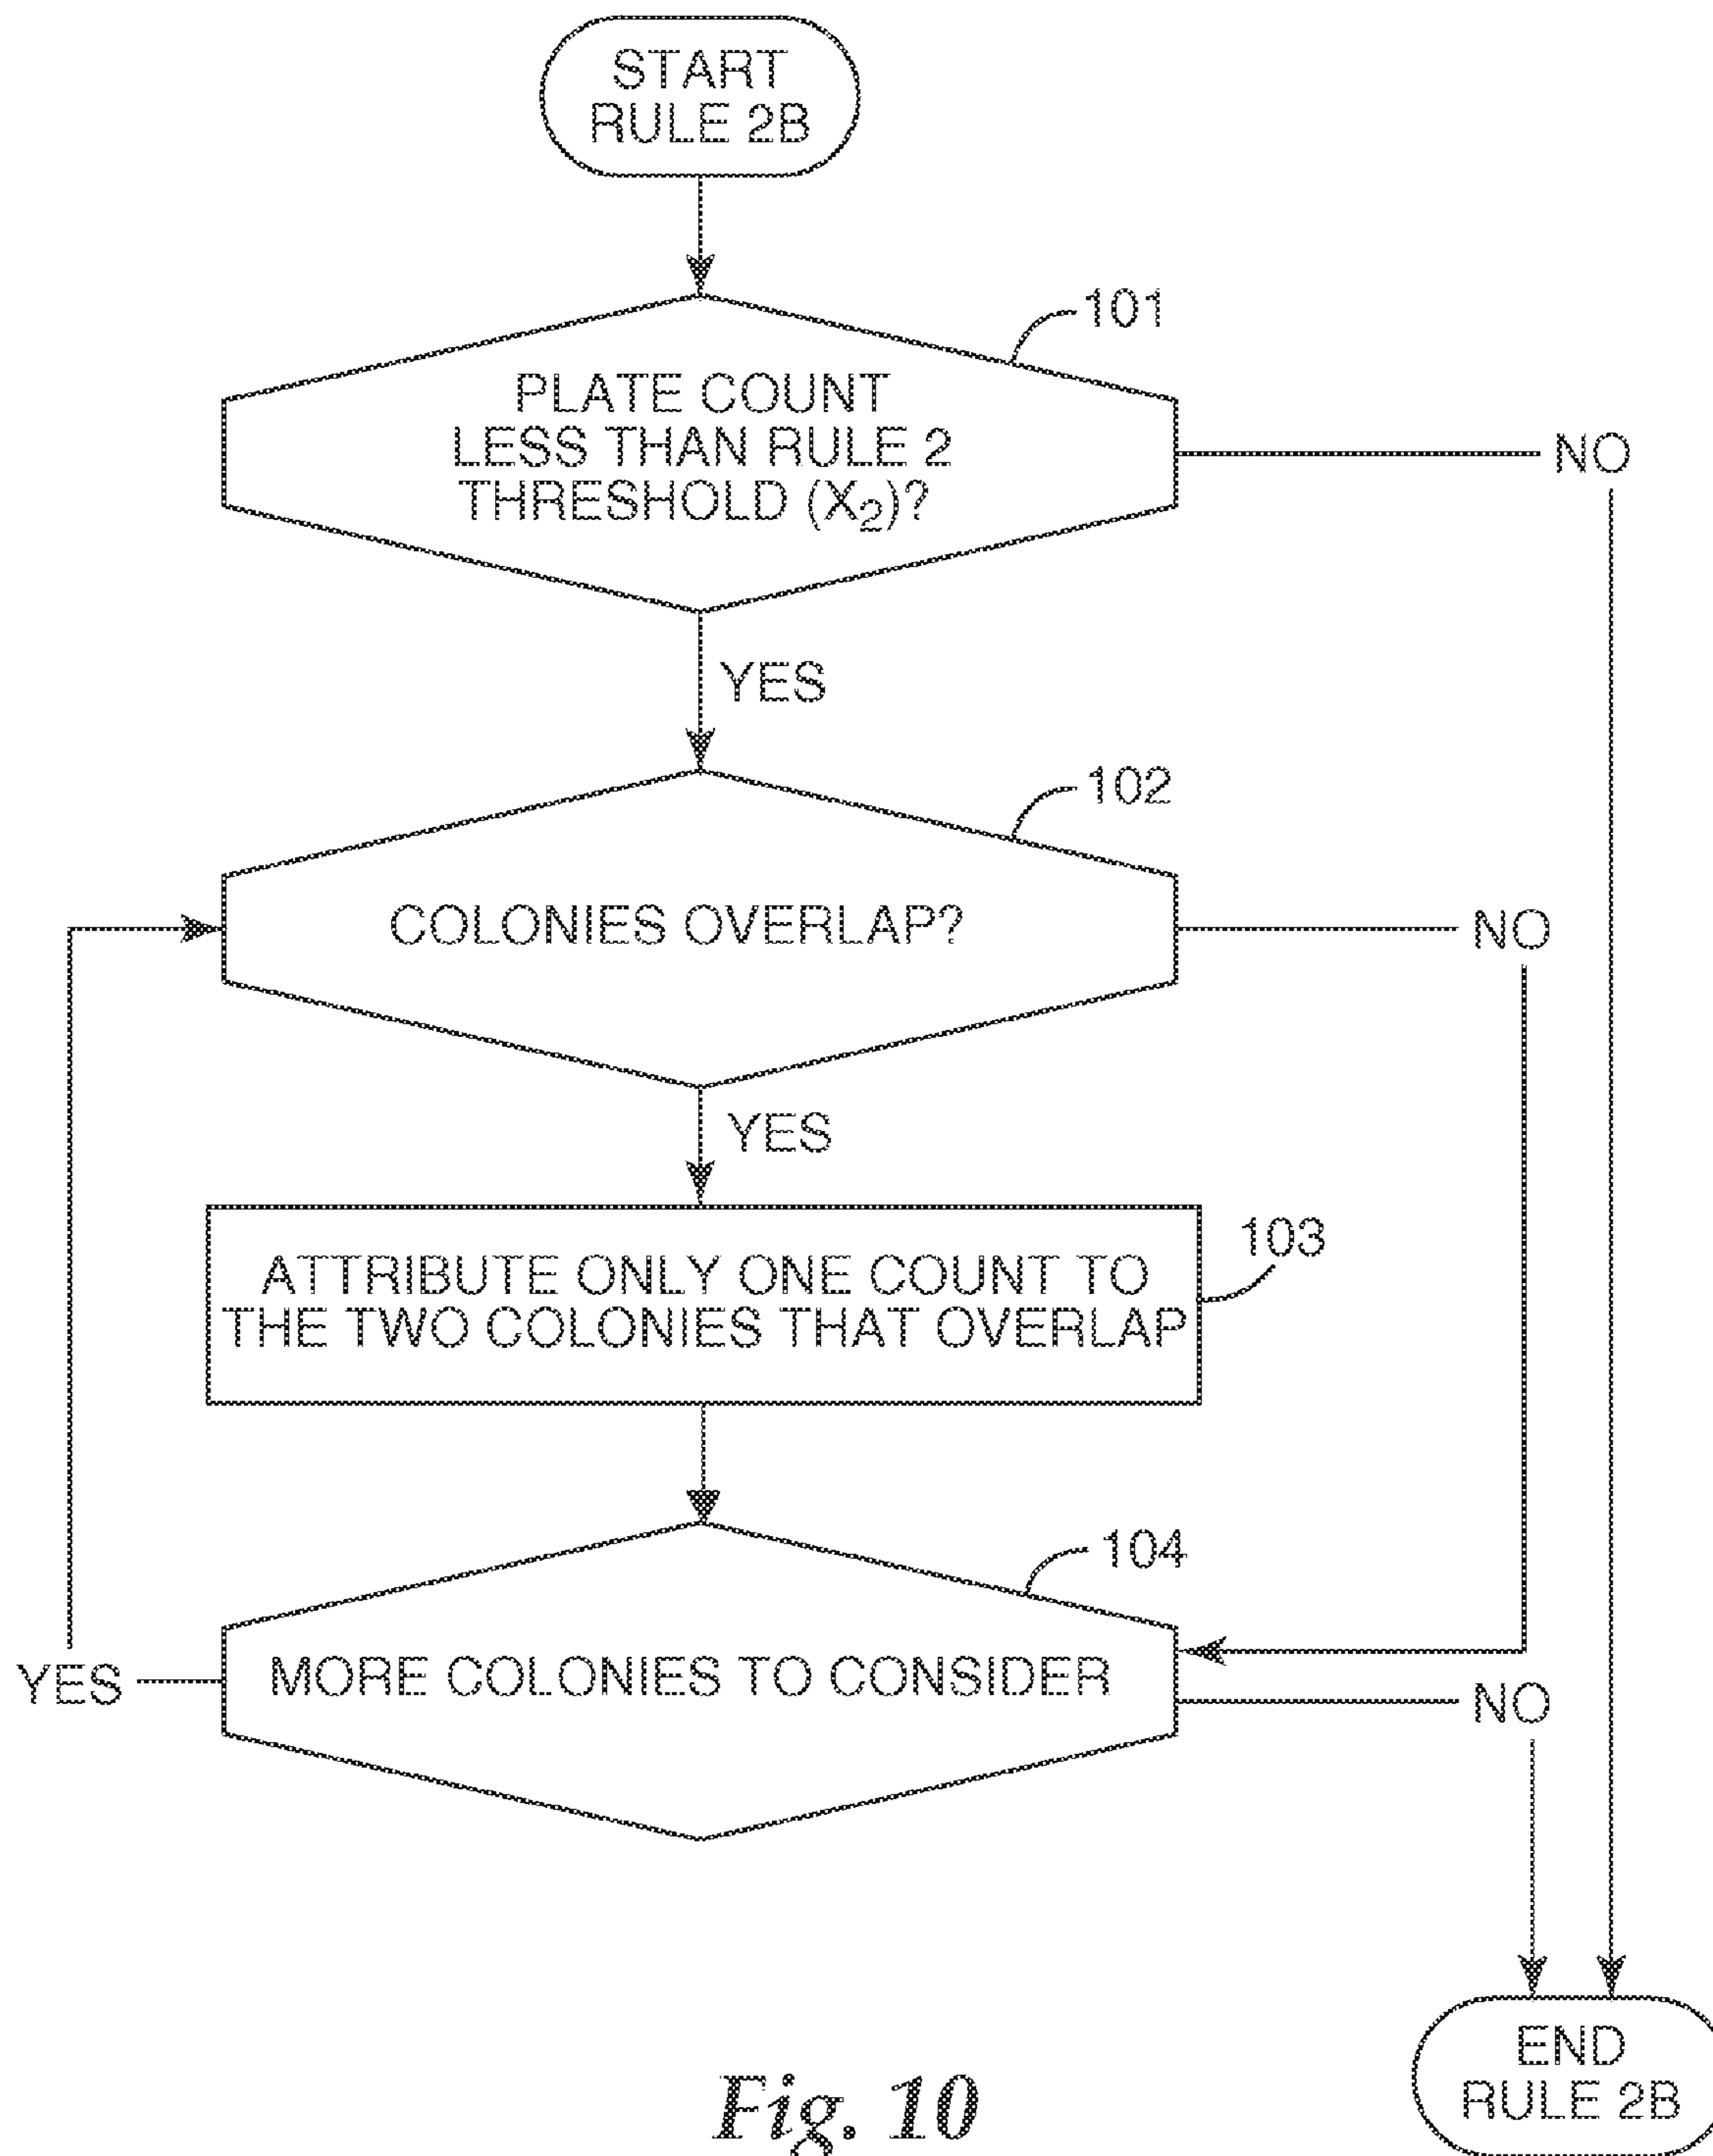 START
RULE 2B
101
PLATE COUNT
LESS THAN RULE 2
THRESHOLD (X₂)?
NO
YES
102
COLONIES OVERLAP?
NO
YES
103
ATTRIBUTE ONLY ONE COUNT TO
THE TWO COLONIES THAT OVERLAP
104
MORE COLONIES TO CONSIDER
YES
NO
END
RULE 2B
Fig. 10